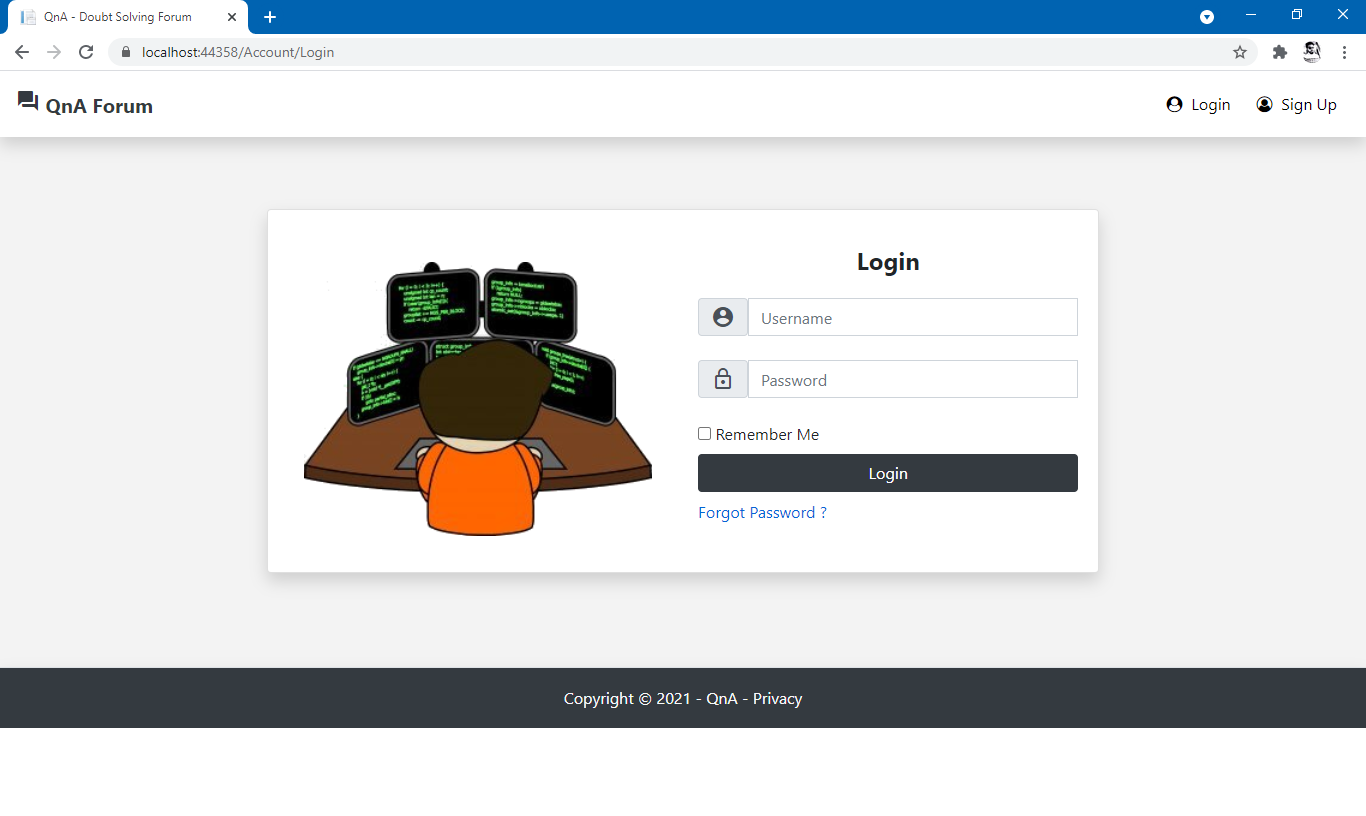 QnA - Doubt Solving Forum
localhost:44358/Account/Login
QnA Forum
Login
Sign Up
Login
Username
Password
Remember Me
Login
Forgot Password ?
Copyright © 2021 - QnA - Privacy